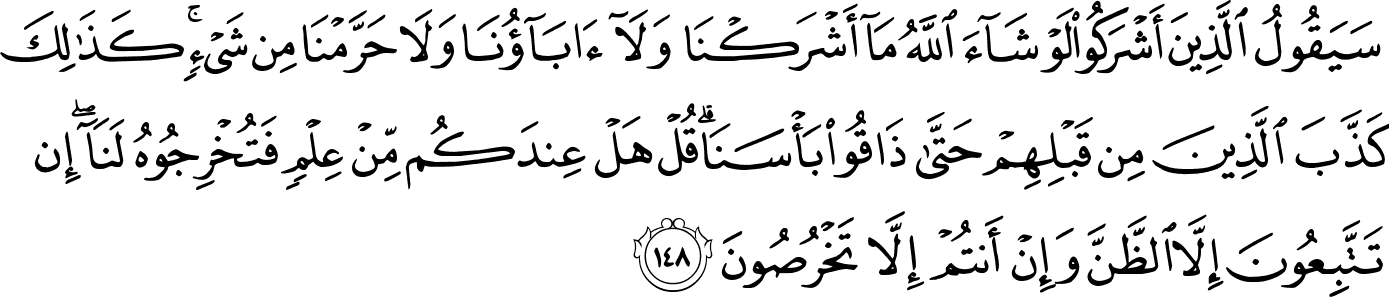 سَيَقُولُ ٱلَّذِينَ أَشۡرَكُواْ لَوۡ شَآءَ ٱللَّهُ مَآ أَشۡرَكۡنَا وَلَآ ءَابَآؤُنَا وَلَا حَرَّمۡنَا مِن شَيۡءٖۚ كَذَٰلِكَ
كَذَّبَ ٱلَّذِينَ مِن قَبۡلِهِمۡ حَتَّىٰ ذَاقُواْ بَأۡسَنَاۗ قُلۡ هَلۡ عِندَكُم مِّنۡ عِلۡمٖ فَتُخۡرِجُوهُ لَنَآۖ إِن
تَتَّبِعُونَ إِلَّا ٱلظَّنَّ وَإِنۡ أَنتُمۡ إِلَّا تَخۡرُصُونَ ١٤٨